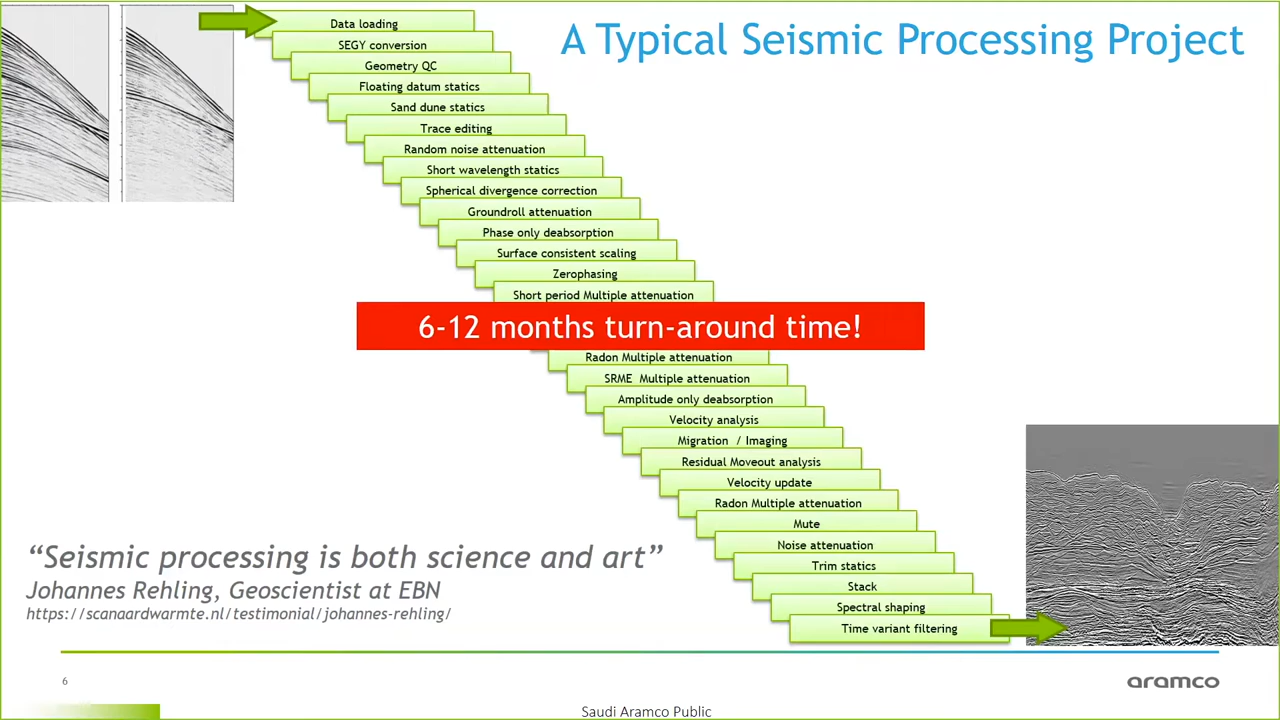 A Typical Seismic Processing Project
Data loading
SEGY conversion
Geometry QC
Floating datum statics
Sand dune statics
Trace editing
Random noise attenuation
Short wavelength statics
Spherical divergence correction
Groundroll attenuation
Phase only deabsorption
Surface consistent scaling
Zerophasing
Short period Multiple attenuation
6-12 months turn-around time!
Radon Multiple attenuation
SRME Multiple attenuation
Amplitude only deabsorption
Velocity analysis
Migration / Imaging
Residual Moveout analysis
Velocity update
Radon Multiple attenuation
Mute
Noise attenuation
Trim statics
Stack
Spectral shaping
Time variant filtering
“Seismic processing is both science and art”
Johannes Rehling, Geoscientist at EBN
https://scanaardwarmte.nl/testimonial/johannes-rehling/
6
aramco
Saudi Aramco Public